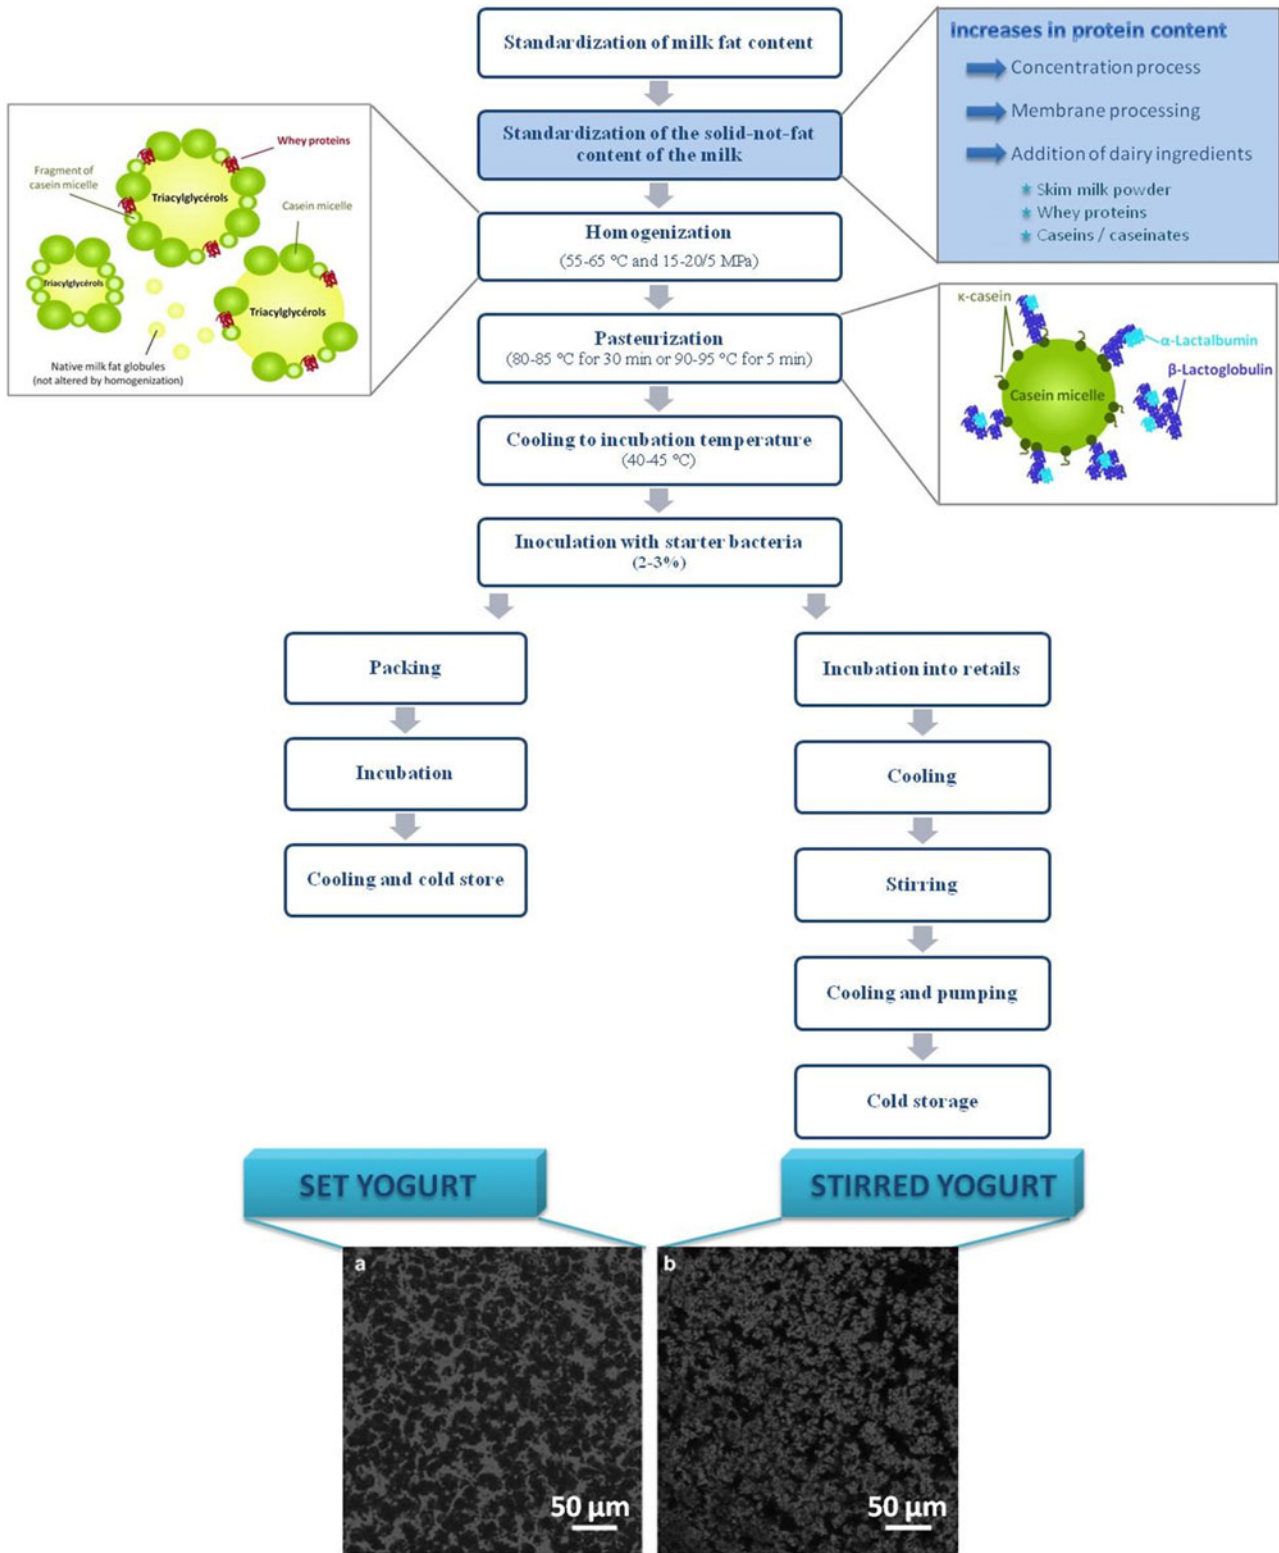 Standardization of milk fat content
Standardization of the solid-not-fat
content of the milk
Increases in protein content
Concentration process
Membrane processing
Addition of dairy ingredients
Skim milk powder
Whey proteins
Caseins / caseinates
Whey proteins
Fragment of
casein micelle
Triacylglycérols
Casein micelle
Triacylglycérols
Triacylglycérols
Native milk fat globules
(not altered by homogenization)
Homogenization
(55-65 °C and 15-20/5 MPa)
Pasteurization
(80-85 °C for 30 min or 90-95 °C for 5 min)
κ-casein
α-Lactalbumin
β-Lactoglobulin
Casein micelle
Cooling to incubation temperature
(40-45 °C)
Inoculation with starter bacteria
(2-3%)
Packing
Incubation
Cooling and cold store
Incubation into retails
Cooling
Stirring
Cooling and pumping
Cold storage
SET YOGURT
STIRRED YOGURT
a
50 µm
b
50 µm